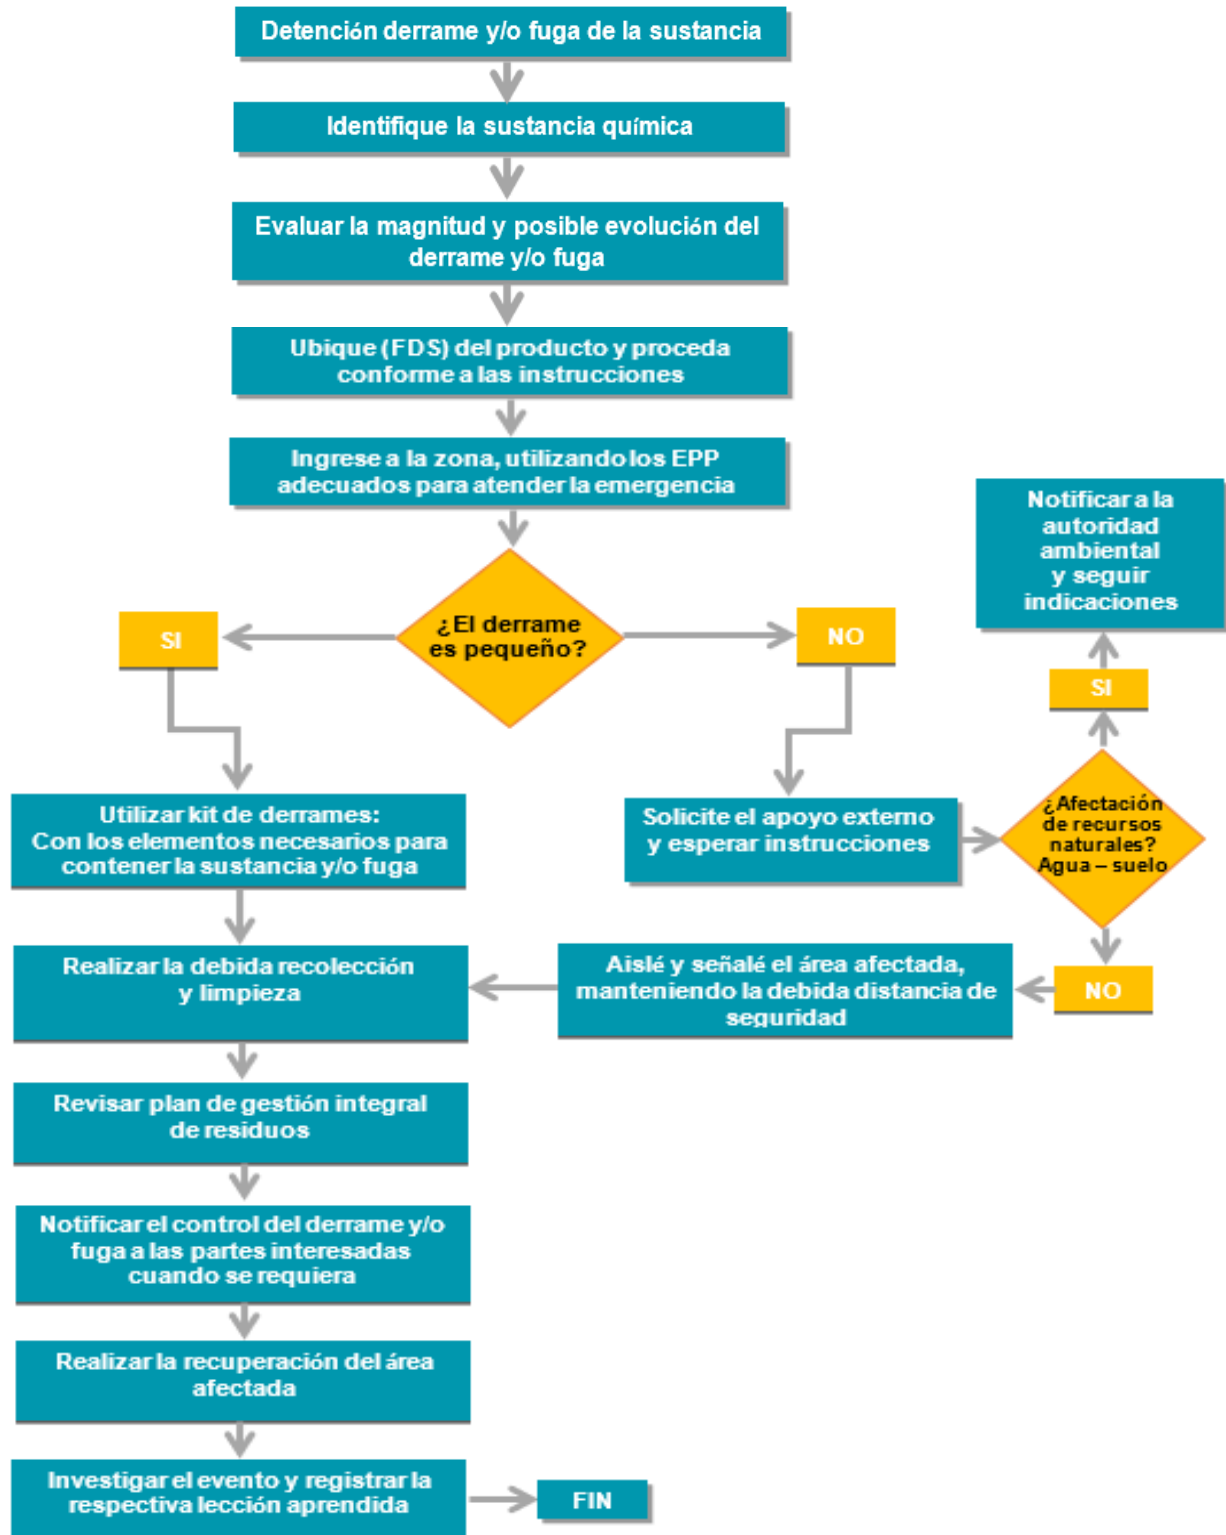 Detención derrame y/o fuga de la sustancia
Identifique la sustancia química
Evaluar la magnitud y posible evolución del
derrame y/o fuga
Ubique (FDS) del producto y proceda
conforme a las instrucciones
Ingrese a la zona, utilizando los EPP
adecuados para atender la emergencia
¿El derrame
es pequeño?
SI
NO
Notificar a la
autoridad
ambiental
y seguir
indicaciones
SI
¿Afectación
de recursos
naturales?
Agua – suelo
Solicite el apoyo externo
y esperar instrucciones
Utilizar kit de derrames:
Con los elementos necesarios para
contener la sustancia y/o fuga
NO
Aislé y señalé el área afectada,
manteniendo la debida distancia de
seguridad
Realizar la debida recolección
y limpieza
Revisar plan de gestión integral
de residuos
Notificar el control del derrame y/o
fuga a las partes interesadas
cuando se requiera
Realizar la recuperación del área
afectada
Investigar el evento y registrar la
respectiva lección aprendida
FIN